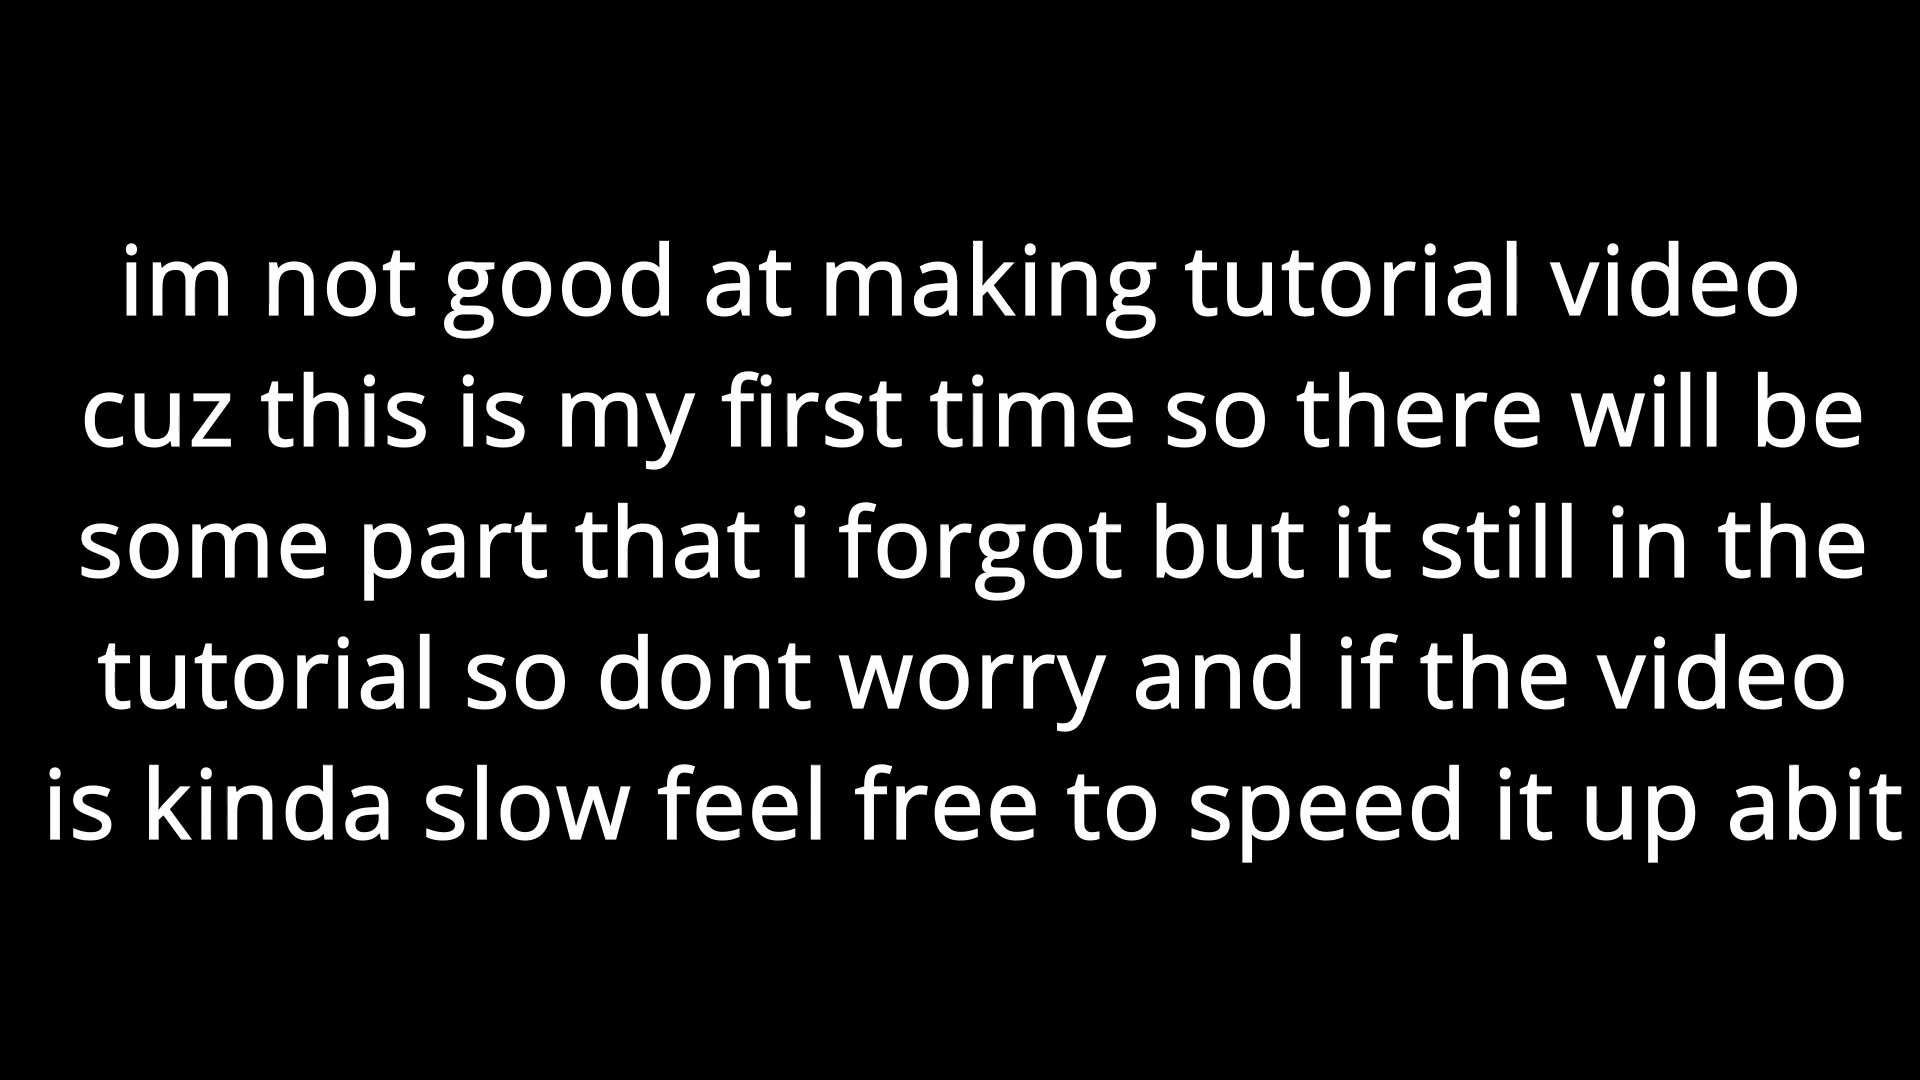 im not good at making tutorial video
cuz this is my first time so there will be
some part that i forgot but it still in the
tutorial so dont worry and if the video
is kinda slow feel free to speed it up abit